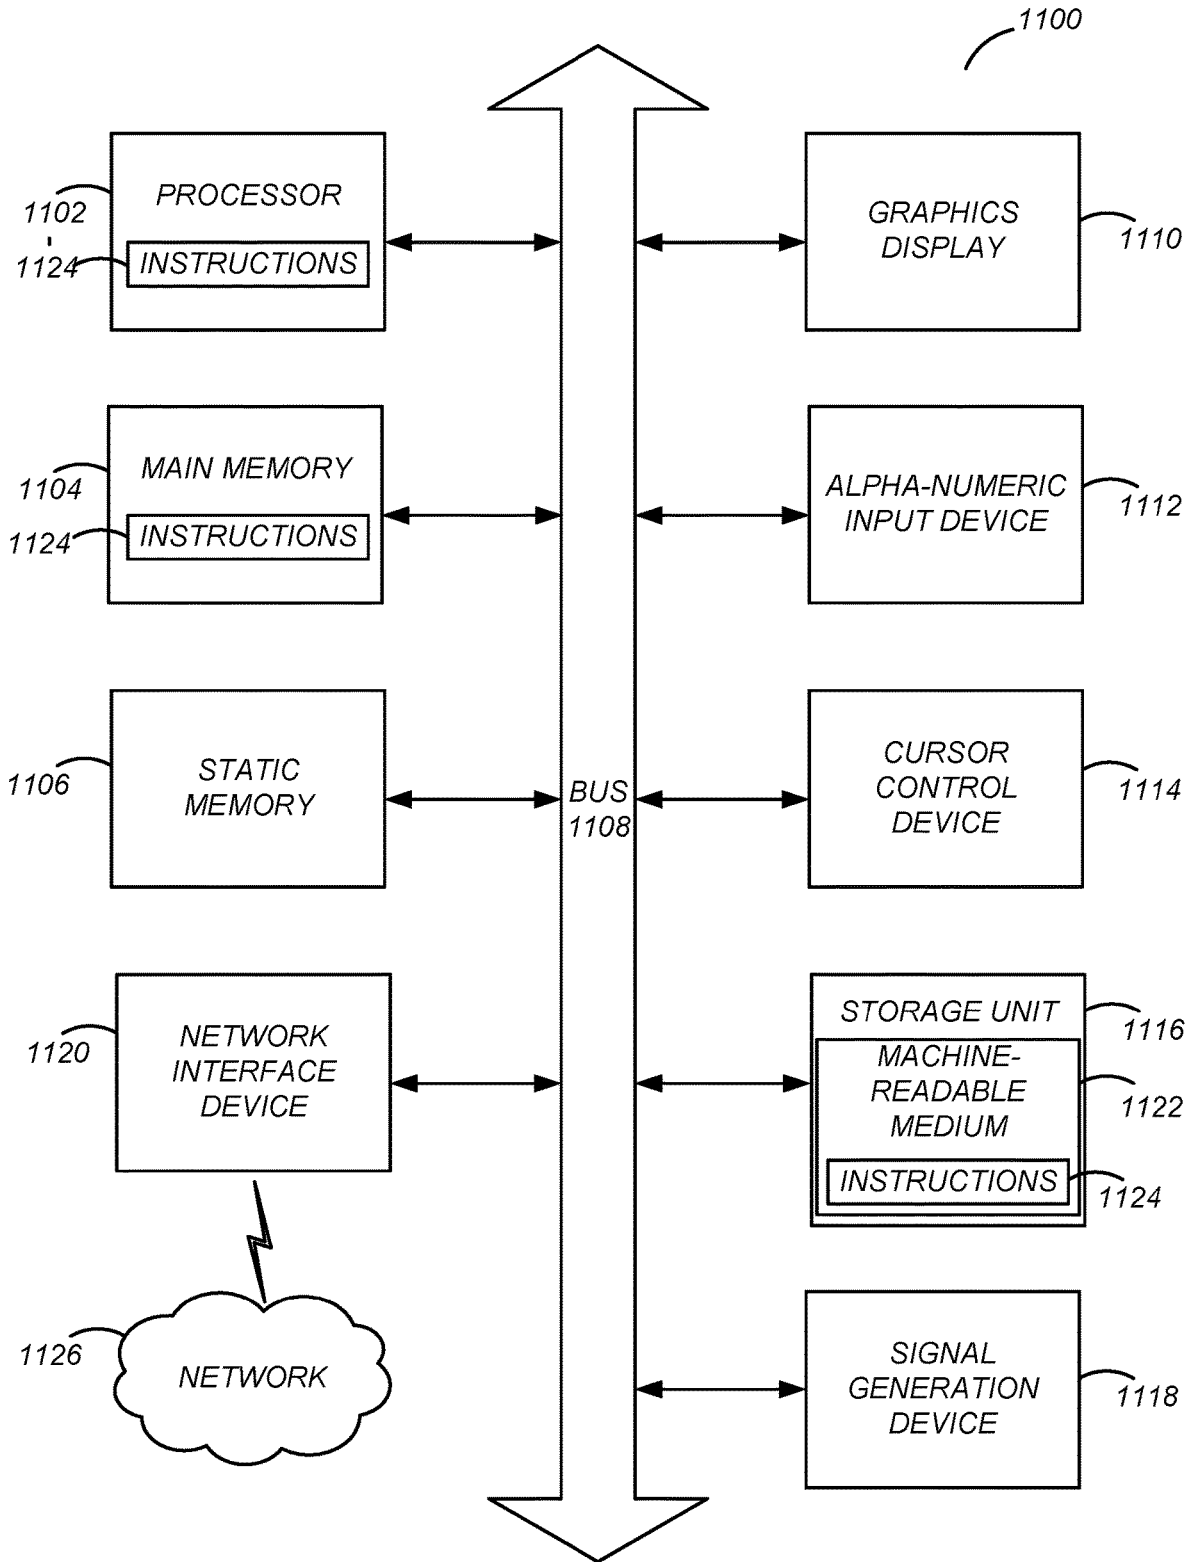 1100
PROCESSOR
1102
1124
INSTRUCTIONS
GRAPHICS
DISPLAY
1110
MAIN MEMORY
1104
1124
INSTRUCTIONS
ALPHA-NUMERIC
INPUT DEVICE
1112
STATIC
MEMORY
1106
BUS
1108
CURSOR
CONTROL
DEVICE
1114
NETWORK
INTERFACE
DEVICE
1120
STORAGE UNIT
1116
MACHINE-
READABLE
MEDIUM
1122
INSTRUCTIONS
1124
1126
NETWORK
SIGNAL
GENERATION
DEVICE
1118